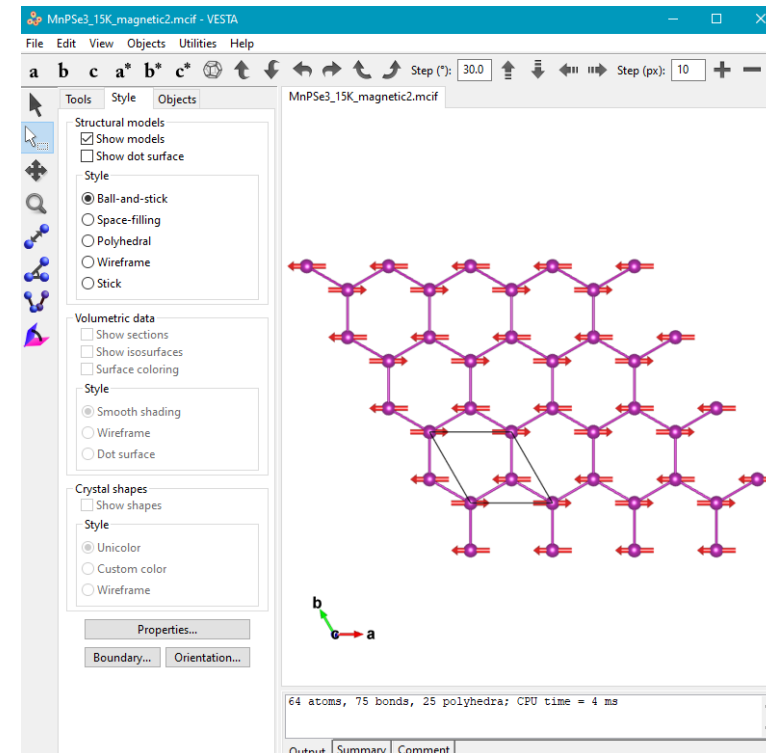 MnPSe3_15K_magnetic2.mcif - VESTA
File Edit View Objects Utilities Help
a b c a* b* c* Step (°): 30.0 Step (px): 10
Tools Style Objects
MnPSe3_15K_magnetic2.mcif
Structural models
Show models
Show dot surface
Style
Ball-and-stick
Space-filling
Polyhedral
Wireframe
Stick
Volumetric data
Show sections
Show isosurfaces
Surface coloring
Style
Smooth shading
Wireframe
Dot surface
Crystal shapes
Show shapes
Style
Unicolor
Custom color
Wireframe
Properties...
Boundary... Orientation...
b
c a
64 atoms, 75 bonds, 25 polyhedra; CPU time = 4 ms
Output Summary Comment